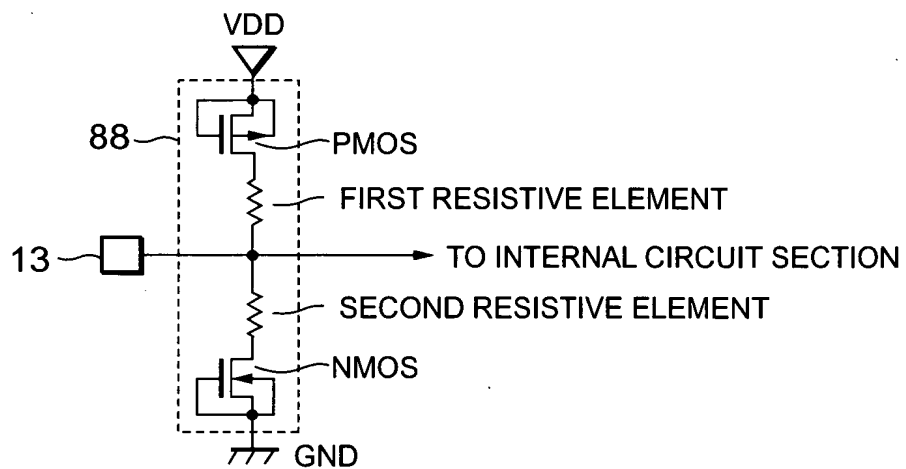 VDD
88
PMOS
FIRST RESISTIVE ELEMENT
13
TO INTERNAL CIRCUIT SECTION
SECOND RESISTIVE ELEMENT
NMOS
GND